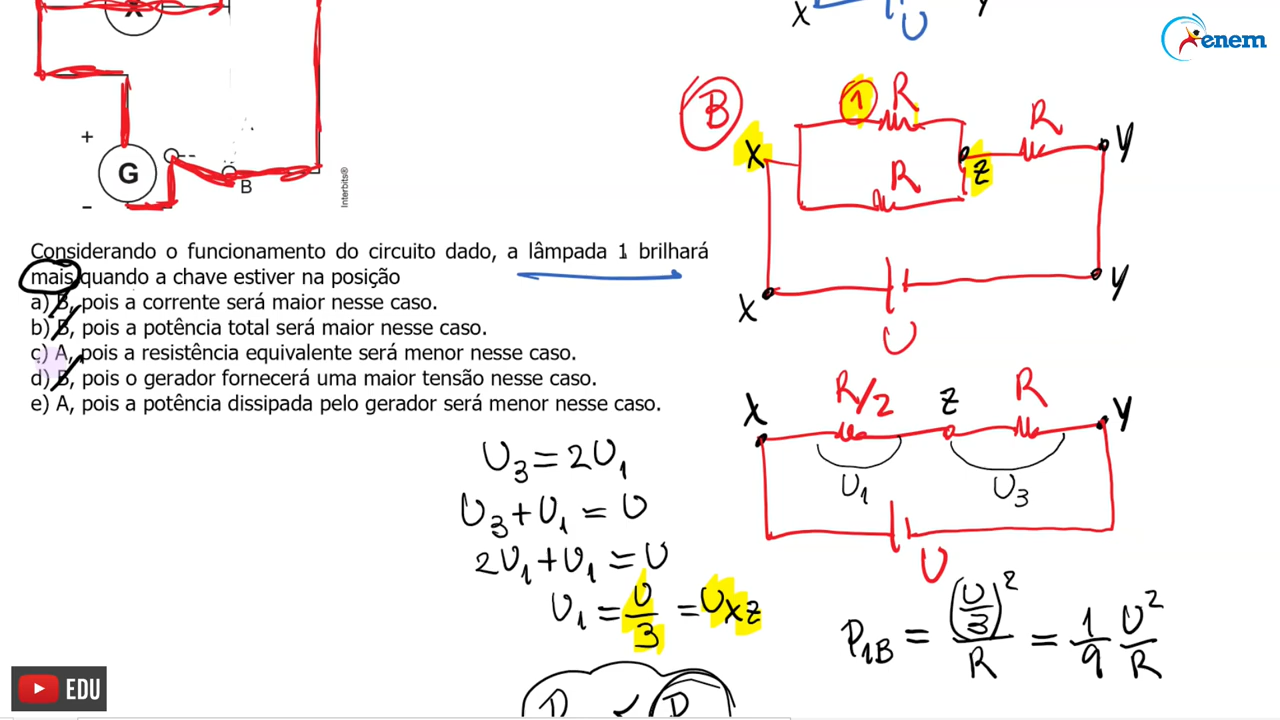 X
X
U
Y
enem
+
G
-
B
Interbits®
B
1
R
R
X
Z
Y
R
X
Y
U
Considerando o funcionamento do circuito dado, a lâmpada 1 brilhará
mais quando a chave estiver na posição
a) B, pois a corrente será maior nesse caso.
b) B, pois a potência total será maior nesse caso.
c) A, pois a resistência equivalente será menor nesse caso.
d) B, pois o gerador fornecerá uma maior tensão nesse caso.
e) A, pois a potência dissipada pelo gerador será menor nesse caso.
X
R/2
Z
R
Y
U1
U3
U
U3 = 2U1
U3 + U1 = U
2U1 + U1 = U
U1 = U/3 = Uxz
P1B = (U/3)²/R = 1/9 U²/R
EDU